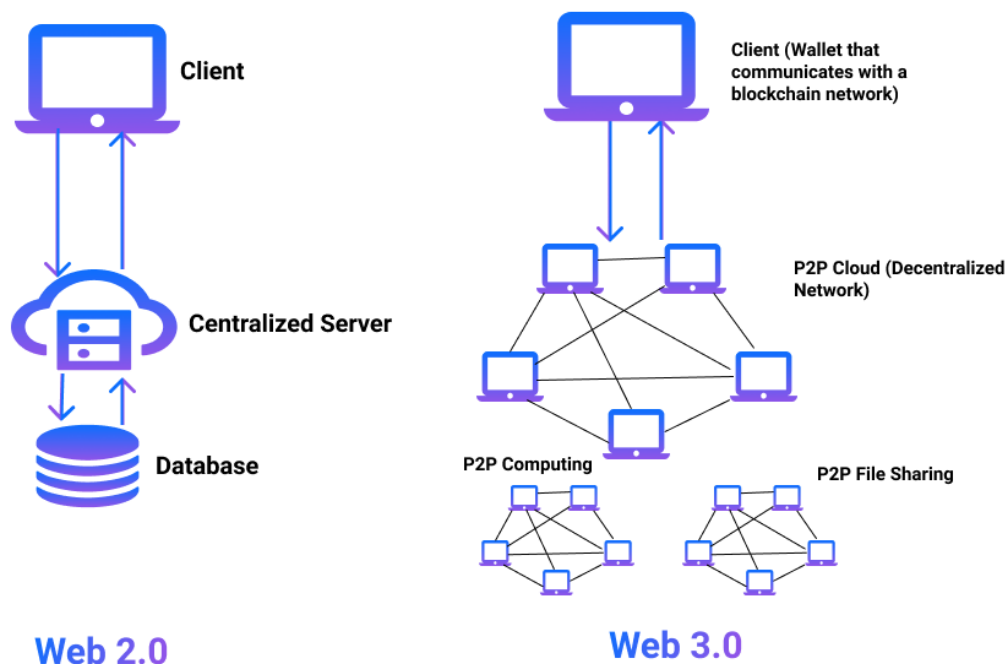 Client
Centralized Server
Database
Web 2.0
Client (Wallet that
communicates with a
blockchain network)
P2P Cloud (Decentralized
Network)
P2P Computing
P2P File Sharing
Web 3.0